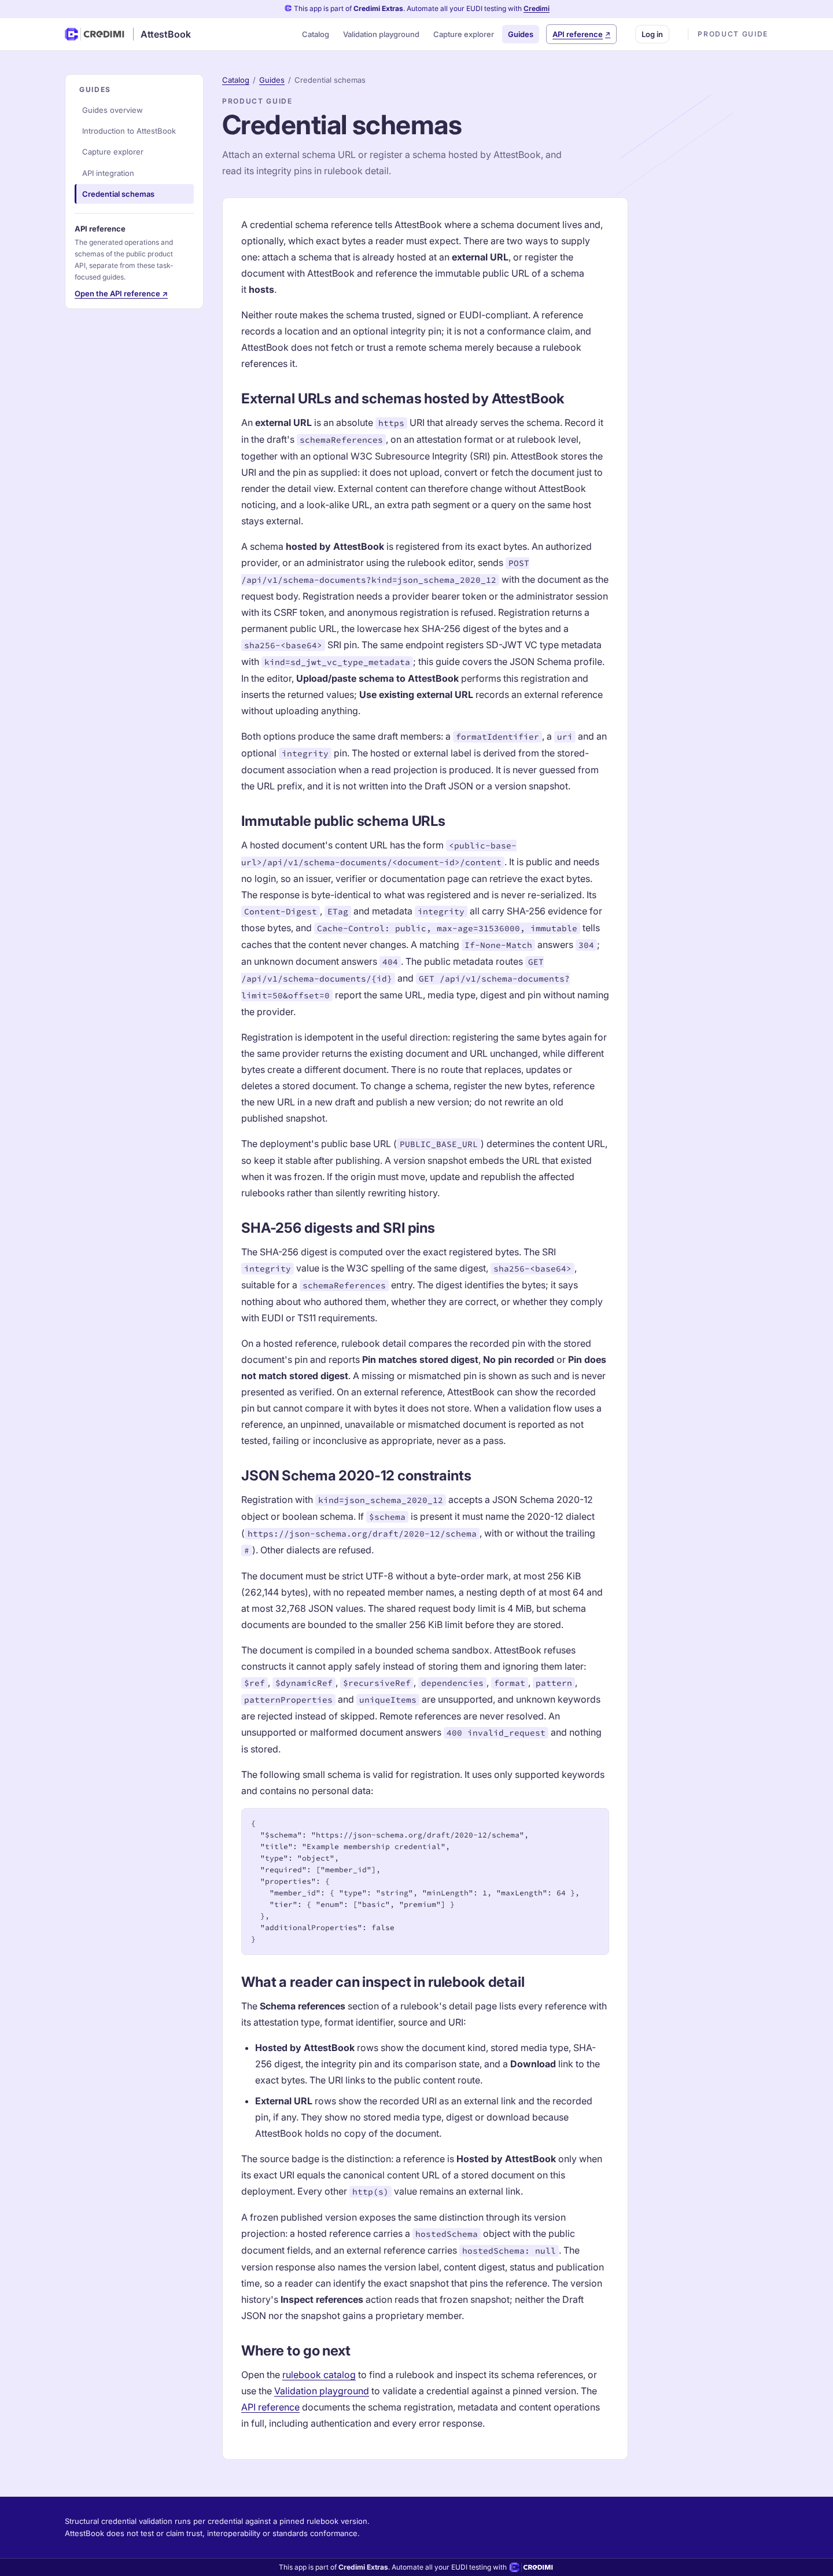 This app is part of Credimi Extras. Automate all your EUDI testing with Credimi
CREDIMI
AttestBook
Catalog
Validation playground
Capture explorer
Guides
API reference ↗
Log in
PRODUCT GUIDE
GUIDES
Guides overview
Introduction to AttestBook
Capture explorer
API integration
Credential schemas
API reference
The generated operations and
schemas of the public product
API, separate from these task-
focused guides.
Open the API reference ↗
Catalog / Guides / Credential schemas
PRODUCT GUIDE
Credential schemas
Attach an external schema URL or register a schema hosted by AttestBook, and
read its integrity pins in rulebook detail.
A credential schema reference tells AttestBook where a schema document lives and,
optionally, which exact bytes a reader must expect. There are two ways to supply
one: attach a schema that is already hosted at an external URL, or register the
document with AttestBook and reference the immutable public URL of a schema
it hosts.
Neither route makes the schema trusted, signed or EUDI-compliant. A reference
records a location and an optional integrity pin; it is not a conformance claim, and
AttestBook does not fetch or trust a remote schema merely because a rulebook
references it.
External URLs and schemas hosted by AttestBook
An external URL is an absolute https URI that already serves the schema. Record it
in the draft's schemaReferences, on an attestation format or at rulebook level,
together with an optional W3C Subresource Integrity (SRI) pin. AttestBook stores the
URI and the pin as supplied: it does not upload, convert or fetch the document just to
render the detail view. External content can therefore change without AttestBook
noticing, and a look-alike URL, an extra path segment or a query on the same host
stays external.
A schema hosted by AttestBook is registered from its exact bytes. An authorized
provider, or an administrator using the rulebook editor, sends POST
/api/v1/schema-documents?kind=json_schema_2020_12 with the document as the
request body. Registration needs a provider bearer token or the administrator session
with its CSRF token, and anonymous registration is refused. Registration returns a
permanent public URL, the lowercase hex SHA-256 digest of the bytes and a
sha256-<base64> SRI pin. The same endpoint registers SD-JWT VC type metadata
with kind=sd_jwt_vc_type_metadata; this guide covers the JSON Schema profile.
In the editor, Upload/paste schema to AttestBook performs this registration and
inserts the returned values; Use existing external URL records an external reference
without uploading anything.
Both options produce the same draft members: a formatIdentifier, a uri and an
optional integrity pin. The hosted or external label is derived from the stored-
document association when a read projection is produced. It is never guessed from
the URL prefix, and it is not written into the Draft JSON or a version snapshot.
Immutable public schema URLs
A hosted document's content URL has the form <public-base-
url>/api/v1/schema-documents/<document-id>/content. It is public and needs
no login, so an issuer, verifier or documentation page can retrieve the exact bytes.
The response is byte-identical to what was registered and is never re-serialized. Its
Content-Digest, ETag and metadata integrity all carry SHA-256 evidence for
those bytes, and Cache-Control: public, max-age=31536000, immutable tells
caches that the content never changes. A matching If-None-Match answers 304;
an unknown document answers 404. The public metadata routes GET
/api/v1/schema-documents/{id} and GET /api/v1/schema-documents?
limit=50&offset=0 report the same URL, media type, digest and pin without naming
the provider.
Registration is idempotent in the useful direction: registering the same bytes again for
the same provider returns the existing document and URL unchanged, while different
bytes create a different document. There is no route that replaces, updates or
deletes a stored document. To change a schema, register the new bytes, reference
the new URL in a new draft and publish a new version; do not rewrite an old
published snapshot.
The deployment's public base URL (PUBLIC_BASE_URL) determines the content URL,
so keep it stable after publishing. A version snapshot embeds the URL that existed
when it was frozen. If the origin must move, update and republish the affected
rulebooks rather than silently rewriting history.
SHA-256 digests and SRI pins
The SHA-256 digest is computed over the exact registered bytes. The SRI
integrity value is the W3C spelling of the same digest, sha256-<base64>,
suitable for a schemaReferences entry. The digest identifies the bytes; it says
nothing about who authored them, whether they are correct, or whether they comply
with EUDI or TS11 requirements.
On a hosted reference, rulebook detail compares the recorded pin with the stored
document's pin and reports Pin matches stored digest, No pin recorded or Pin does
not match stored digest. A missing or mismatched pin is shown as such and is never
presented as verified. On an external reference, AttestBook can show the recorded
pin but cannot compare it with bytes it does not store. When a validation flow uses a
reference, an unpinned, unavailable or mismatched document is reported as not
tested, failing or inconclusive as appropriate, never as a pass.
JSON Schema 2020-12 constraints
Registration with kind=json_schema_2020_12 accepts a JSON Schema 2020-12
object or boolean schema. If $schema is present it must name the 2020-12 dialect
(https://json-schema.org/draft/2020-12/schema, with or without the trailing
#). Other dialects are refused.
The document must be strict UTF-8 without a byte-order mark, at most 256 KiB
(262,144 bytes), with no repeated member names, a nesting depth of at most 64 and
at most 32,768 JSON values. The shared request body limit is 4 MiB, but schema
documents are bounded to the smaller 256 KiB limit before they are stored.
The document is compiled in a bounded schema sandbox. AttestBook refuses
constructs it cannot apply safely instead of storing them and ignoring them later:
$ref, $dynamicRef, $recursiveRef, dependencies, format, pattern,
patternProperties and uniqueItems are unsupported, and unknown keywords
are rejected instead of skipped. Remote references are never resolved. An
unsupported or malformed document answers 400 invalid_request and nothing
is stored.
The following small schema is valid for registration. It uses only supported keywords
and contains no personal data:
{
  "$schema": "https://json-schema.org/draft/2020-12/schema",
  "title": "Example membership credential",
  "type": "object",
  "required": ["member_id"],
  "properties": {
    "member_id": { "type": "string", "minLength": 1, "maxLength": 64 },
    "tier": { "enum": ["basic", "premium"] }
  },
  "additionalProperties": false
}
What a reader can inspect in rulebook detail
The Schema references section of a rulebook's detail page lists every reference with
its attestation type, format identifier, source and URI:
• Hosted by AttestBook rows show the document kind, stored media type, SHA-
256 digest, the integrity pin and its comparison state, and a Download link to the
exact bytes. The URI links to the public content route.
• External URL rows show the recorded URI as an external link and the recorded
pin, if any. They show no stored media type, digest or download because
AttestBook holds no copy of the document.
The source badge is the distinction: a reference is Hosted by AttestBook only when
its exact URI equals the canonical content URL of a stored document on this
deployment. Every other http(s) value remains an external link.
A frozen published version exposes the same distinction through its version
projection: a hosted reference carries a hostedSchema object with the public
document fields, and an external reference carries hostedSchema: null. The
version response also names the version label, content digest, status and publication
time, so a reader can identify the exact snapshot that pins the reference. The version
history's Inspect references action reads that frozen snapshot; neither the Draft
JSON nor the snapshot gains a proprietary member.
Where to go next
Open the rulebook catalog to find a rulebook and inspect its schema references, or
use the Validation playground to validate a credential against a pinned version. The
API reference documents the schema registration, metadata and content operations
in full, including authentication and every error response.
Structural credential validation runs per credential against a pinned rulebook version.
AttestBook does not test or claim trust, interoperability or standards conformance.
This app is part of Credimi Extras. Automate all your EUDI testing with CREDIMI